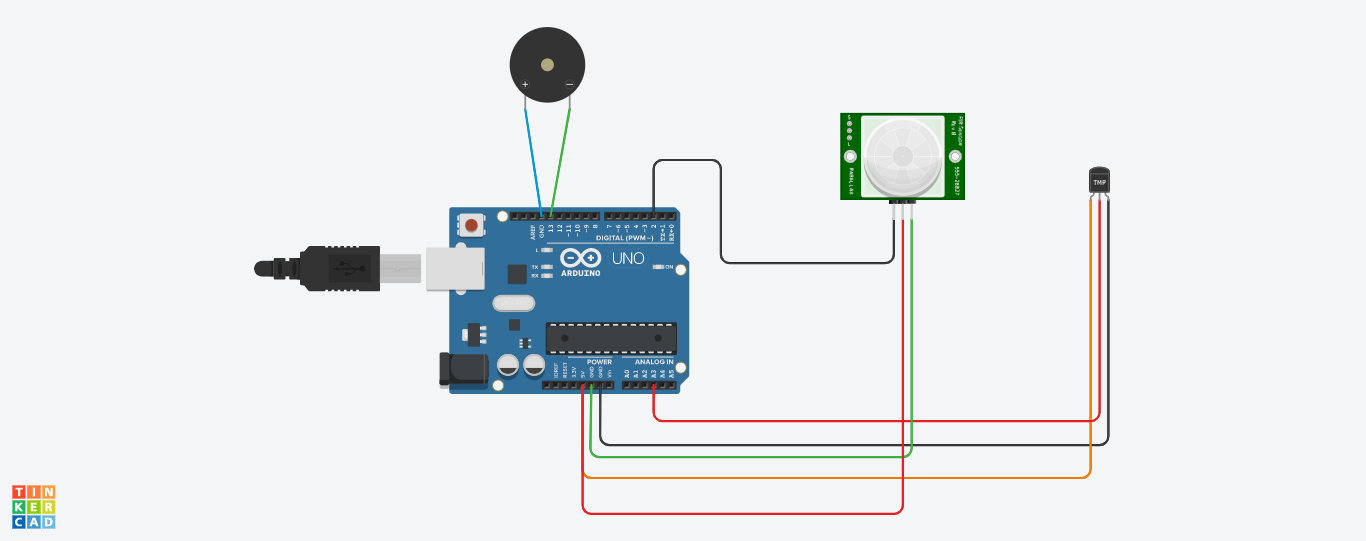 + −
PIR Sensor
Rev B
555-28027
PARALLAX
TMP
AREF
GND
13
12
~11
~10
~9
8
7
~6
~5
4
~3
2
TX→1
RX←0
DIGITAL (PWM~)
L
TX
RX
ON
UNO
ARDUINO
POWER
ANALOG IN
IOREF
RESET
3.3V
5V
GND
GND
Vin
A0
A1
A2
A3
A4
A5
TIN
KER
CAD